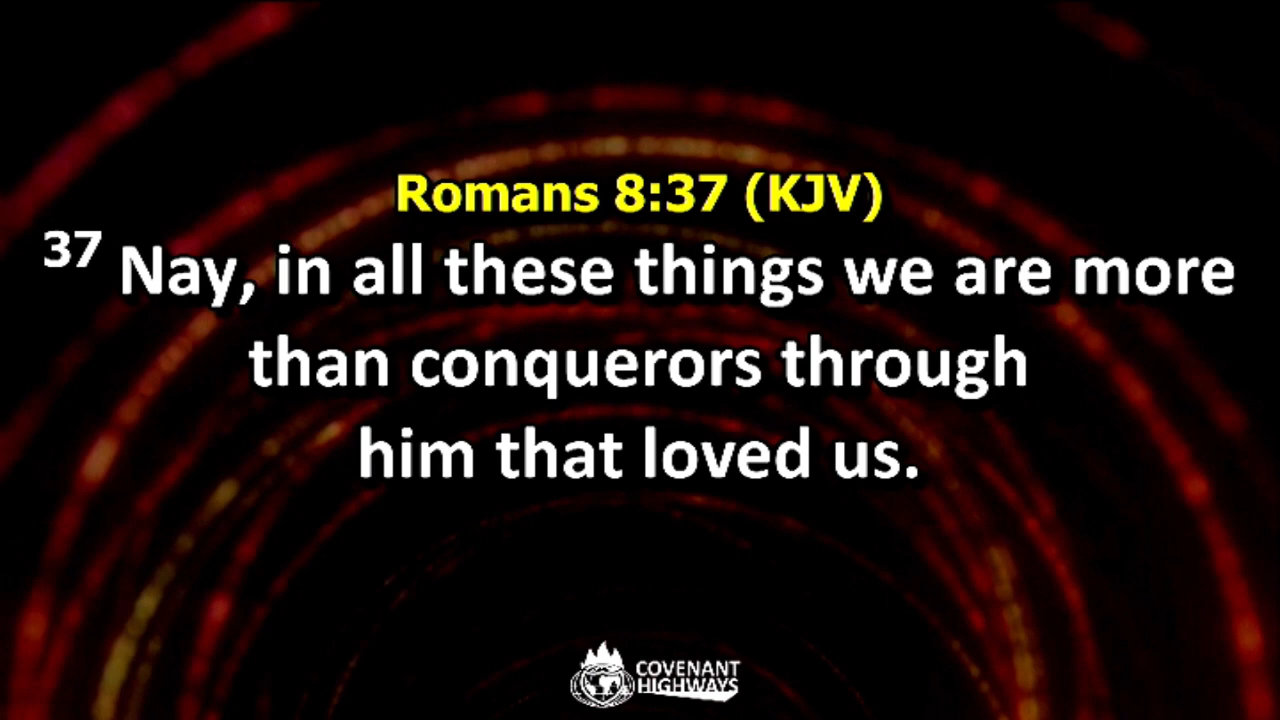 Romans 8:37 (KJV)
37 Nay, in all these things we are more
than conquerors through
him that loved us.
COVENANT
HIGHWAYS